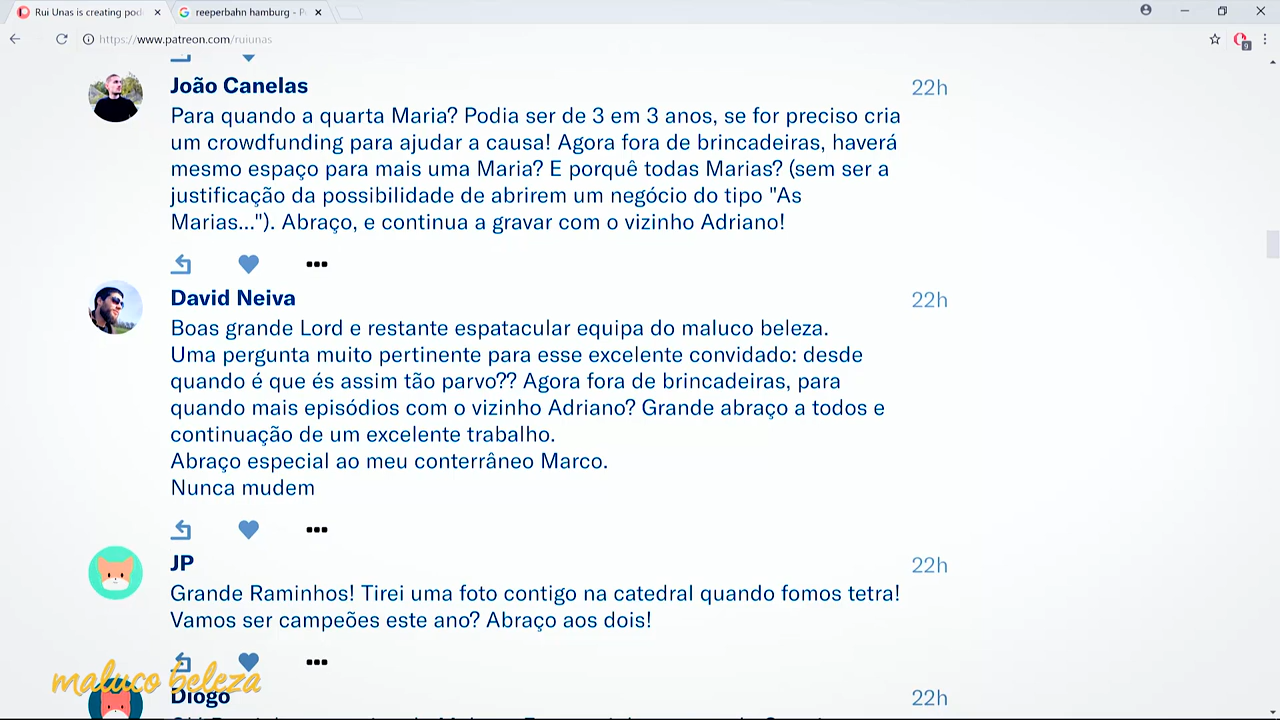 Rui Unas is creating pod
reeperbahn hamburg - P
https://www.patreon.com/ruiunas
9
João Canelas
22h
Para quando a quarta Maria? Podia ser de 3 em 3 anos, se for preciso cria
um crowdfunding para ajudar a causa! Agora fora de brincadeiras, haverá
mesmo espaço para mais uma Maria? E porquê todas Marias? (sem ser a
justificação da possibilidade de abrirem um negócio do tipo "As
Marias..."). Abraço, e continua a gravar com o vizinho Adriano!
David Neiva
22h
Boas grande Lord e restante espatacular equipa do maluco beleza.
Uma pergunta muito pertinente para esse excelente convidado: desde
quando é que és assim tão parvo?? Agora fora de brincadeiras, para
quando mais episódios com o vizinho Adriano? Grande abraço a todos e
continuação de um excelente trabalho.
Abraço especial ao meu conterrâneo Marco.
Nunca mudem
JP
22h
Grande Raminhos! Tirei uma foto contigo na catedral quando fomos tetra!
Vamos ser campeões este ano? Abraço aos dois!
maluco beleza
Diogo
22h